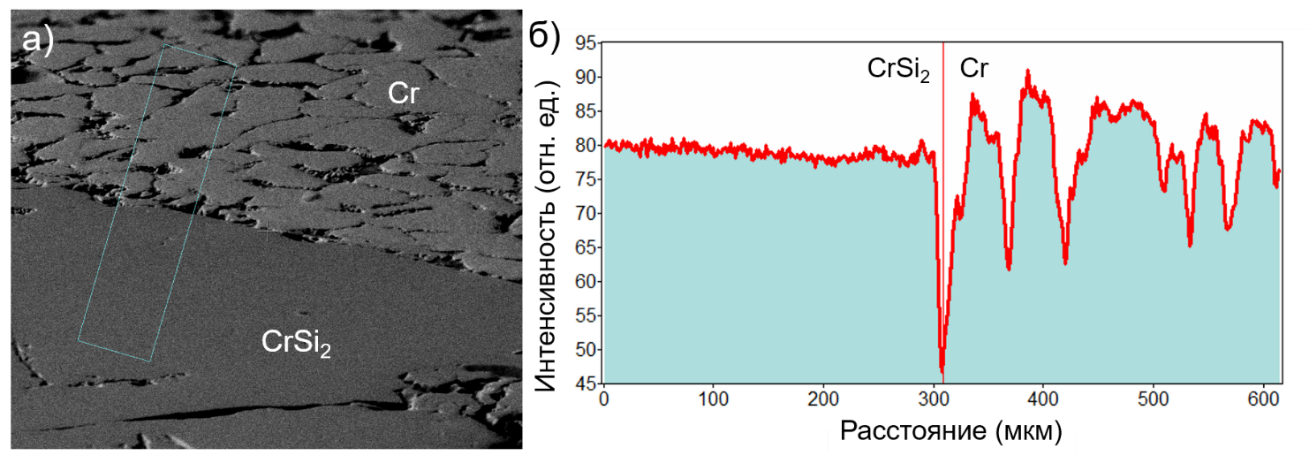 а)
Cr
CrSi₂
б)
CrSi₂ Cr
95
90
85
80
75
70
65
60
55
50
45
0 100 200 300 400 500 600
Интенсивность (отн. ед.)
Расстояние (мкм)